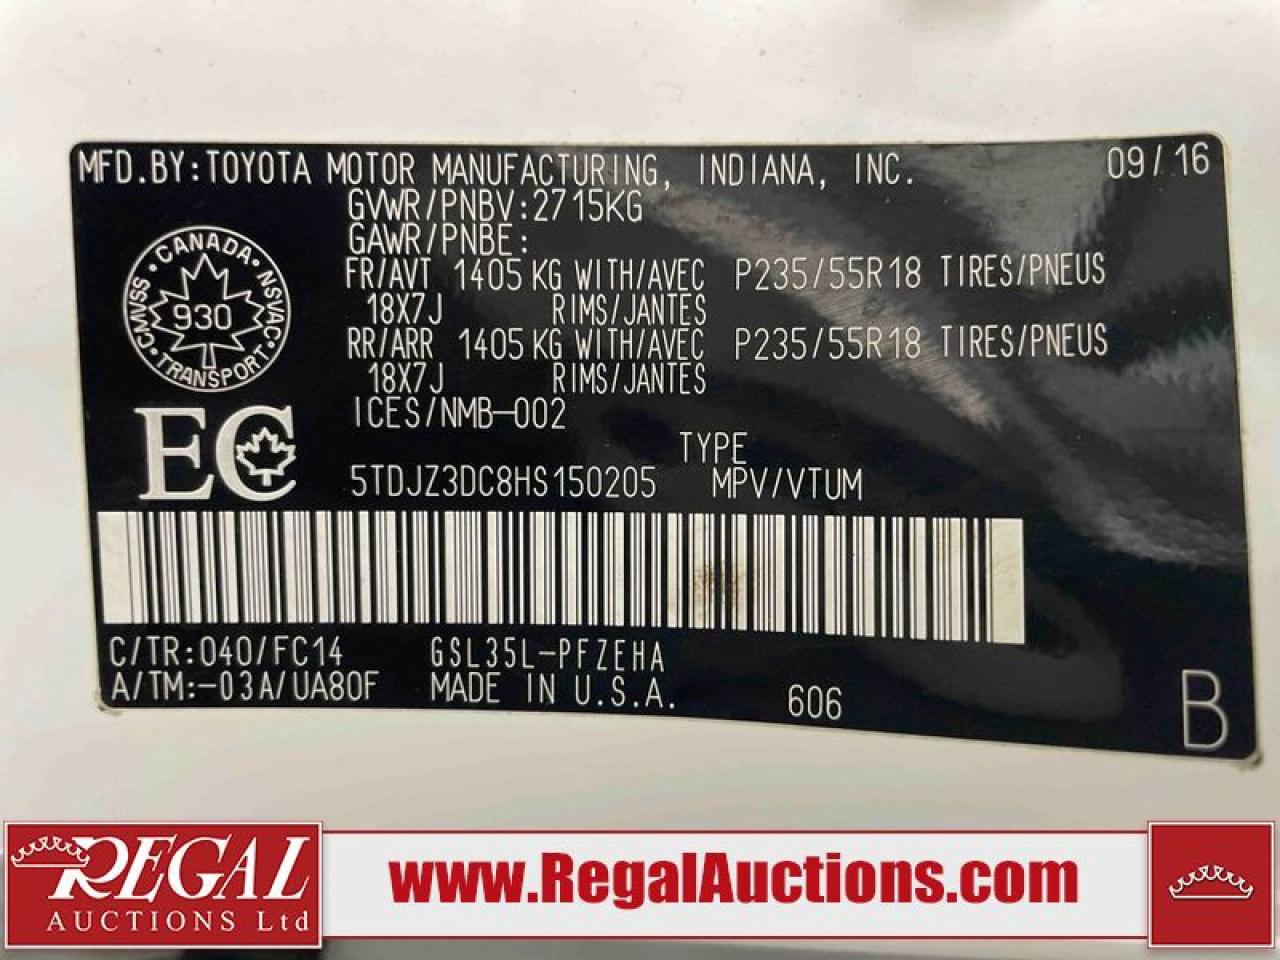 MFD.BY:TOYOTA MOTOR MANUFACTURING, INDIANA, INC. 09/16
GVWR/PNBV:2715KG
GAWR/PNBE:
FR/AVT 1405 KG WITH/AVEC P235/55R18 TIRES/PNEUS
18X7J RIMS/JANTES
RR/ARR 1405 KG WITH/AVEC P235/55R18 TIRES/PNEUS
18X7J RIMS/JANTES
ICES/NMB-002
CANADA·NSVAC·TRANSPORT·CMVSS·
930
EC
TYPE
5TDJZ3DC8HS150205 MPV/VTUM
C/TR:040/FC14 GSL35L-PFZEHA
A/TM:-03A/UA80F MADE IN U.S.A. 606 B
REGAL
AUCTIONS Ltd
www.RegalAuctions.com